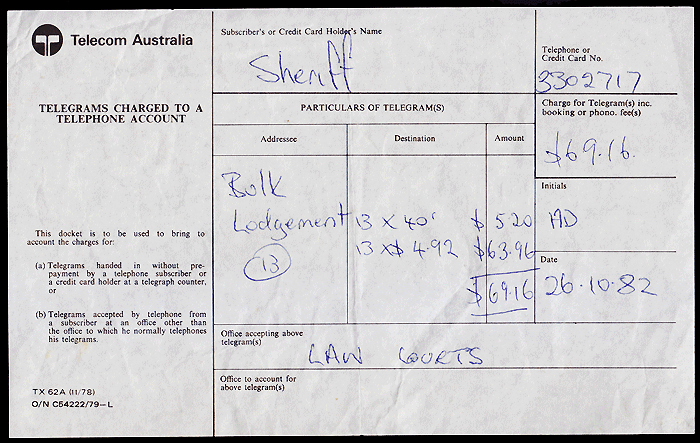 Telecom Australia
TELEGRAMS CHARGED TO A
TELEPHONE ACCOUNT
This docket is to be used to bring to
account the charges for:
(a) Telegrams handed in without pre-
payment by a telephone subscriber or
a credit card holder at a telegraph counter,
or
(b) Telegrams accepted by telephone from
a subscriber at an office other than
the office to which he normally telephones
his telegrams.
TX 62A (11/78)
O/N C54222/79–L
Subscriber's or Credit Card Holder's Name
Sheriff
Telephone or
Credit Card No.
3302717
PARTICULARS OF TELEGRAM(S)
Charge for Telegram(s) inc.
booking or phono. fee(s)
$69.16.
Addressee Destination Amount
Bulk
Lodgement 13 X 40' $ 5.20
13 X $ 4.92 $63.96
13
$69.16
Initials
AD
Date
26.10.82
Office accepting above
telegram(s)
LAW COURTS
Office to account for
above telegram(s)